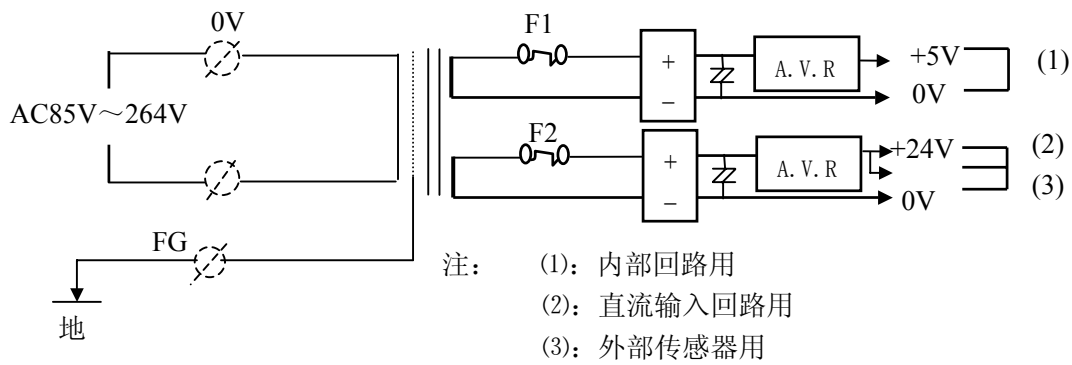 0V
AC85V～264V
FG
地
F1
+
−
A.V.R
+5V
0V
(1)
F2
+
−
A.V.R
+24V
0V
(2)
(3)
注： ⑴：内部回路用
⑵：直流输入回路用
⑶：外部传感器用